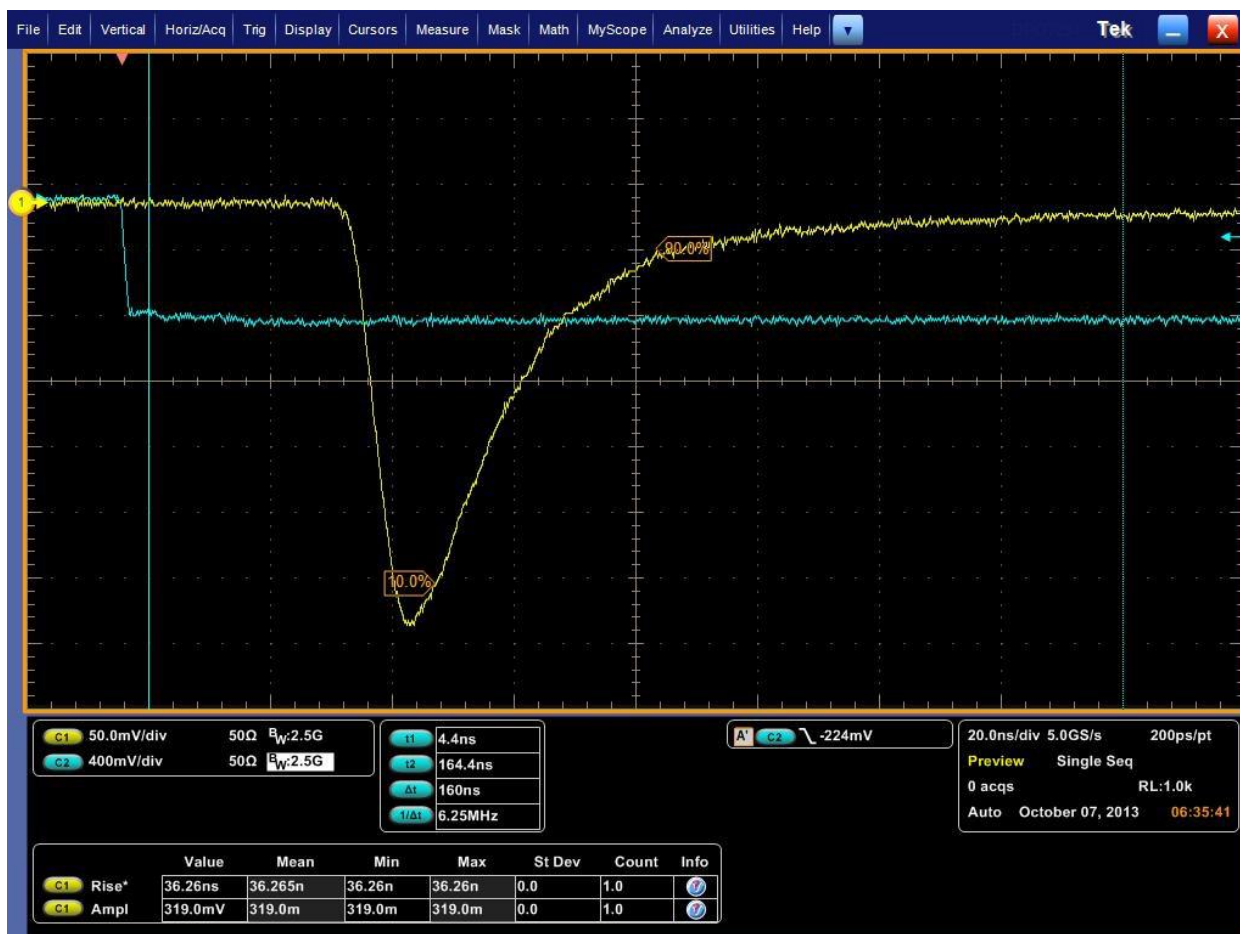 File Edit Vertical Horiz/Acq Trig Display Cursors Measure Mask Math MyScope Analyze Utilities Help Tek X
1
90.0%
10.0%
C1 50.0mV/div 50Ω BW:2.5G
C2 400mV/div 50Ω BW:2.5G
t1 4.4ns
t2 164.4ns
Δt 160ns
1/Δt 6.25MHz
A' C2 -224mV
20.0ns/div 5.0GS/s 200ps/pt
Preview Single Seq
0 acqs RL:1.0k
Auto October 07, 2013 06:35:41
Value Mean Min Max St Dev Count Info
C1 Rise* 36.26ns 36.265n 36.26n 36.26n 0.0 1.0
C1 Ampl 319.0mV 319.0m 319.0m 319.0m 0.0 1.0